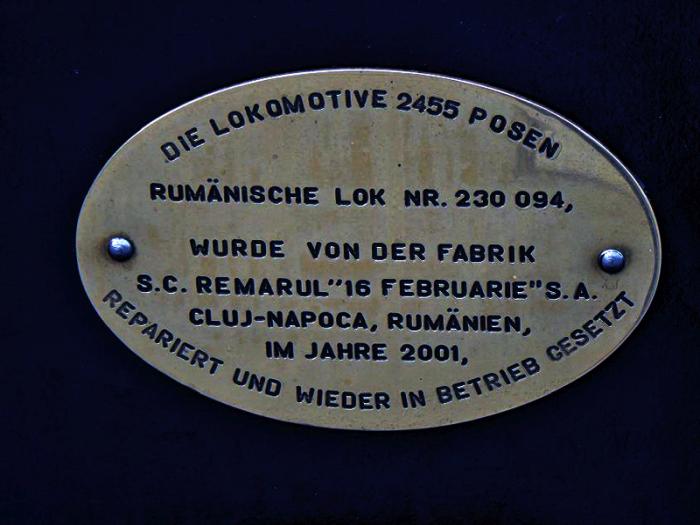 DIE LOKOMOTIVE 2455 POSEN
RUMÄNISCHE LOK NR. 230 094,
WURDE VON DER FABRIK
S.C. REMARUL"16 FEBRUARIE"S.A.
CLUJ-NAPOCA, RUMÄNIEN,
IM JAHRE 2001,
REPARIERT UND WIEDER IN BETRIEB GESETZT